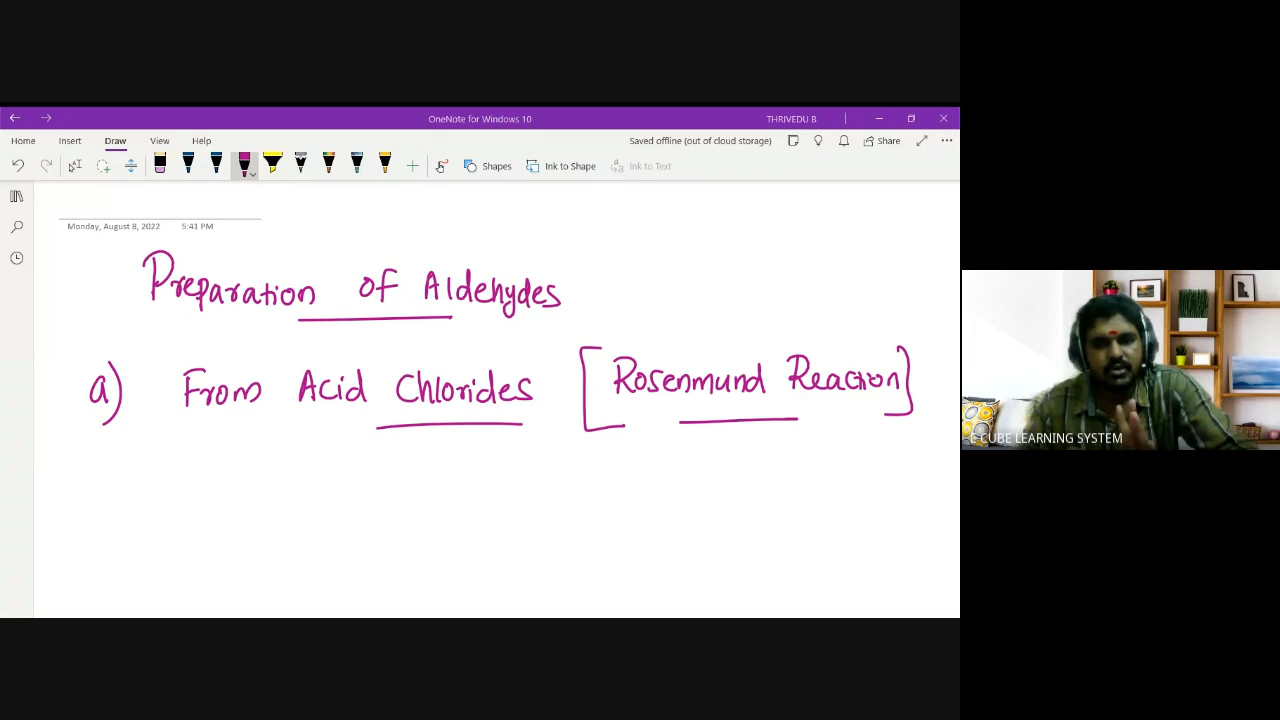 OneNote for Windows 10
THRIVEDU B
Home Insert Draw View Help
Saved offline (out of cloud storage)
Share
Shapes
Ink to Shape
Ink to Text
Monday, August 8, 2022 5:41 PM
Preparation of Aldehydes
a) From Acid Chlorides [Rosenmund Reaction]
E CUBE LEARNING SYSTEM